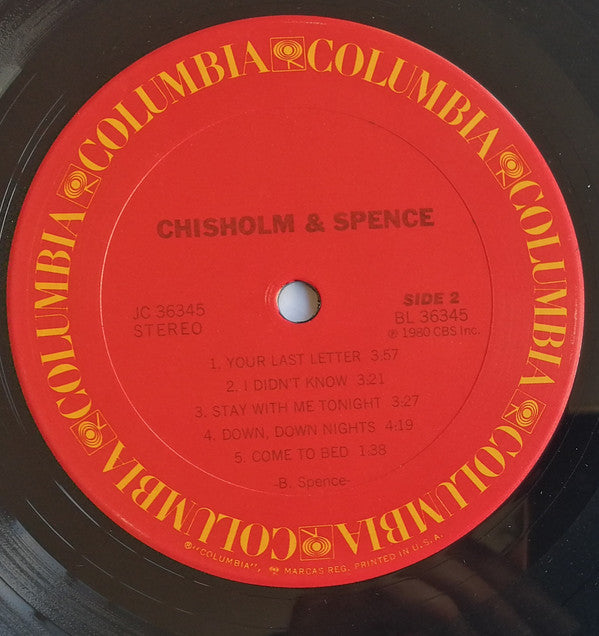 COLUMBIA COLUMBIA COLUMBIA COLUMBIA COLUMBIA COLUMBIA
CHISHOLM & SPENCE
JC 36345
STEREO
SIDE 2
BL 36345
℗ 1980 CBS Inc.
1. YOUR LAST LETTER 3:57
2. I DIDN'T KNOW 3:21
3. STAY WITH ME TONIGHT 3:27
4. DOWN, DOWN NIGHTS 4:19
5. COME TO BED 1:38
-B. Spence-
®"COLUMBIA", MARCAS REG. PRINTED IN U.S.A.